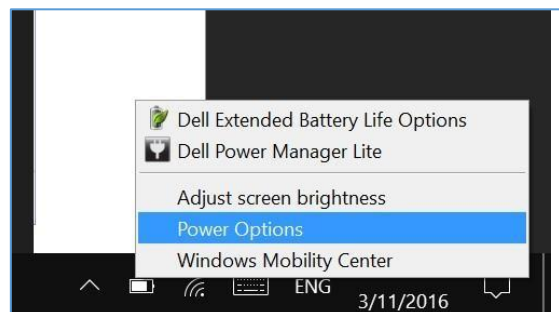 Dell Extended Battery Life Options
Dell Power Manager Lite
Adjust screen brightness
Power Options
Windows Mobility Center
ENG
3/11/2016